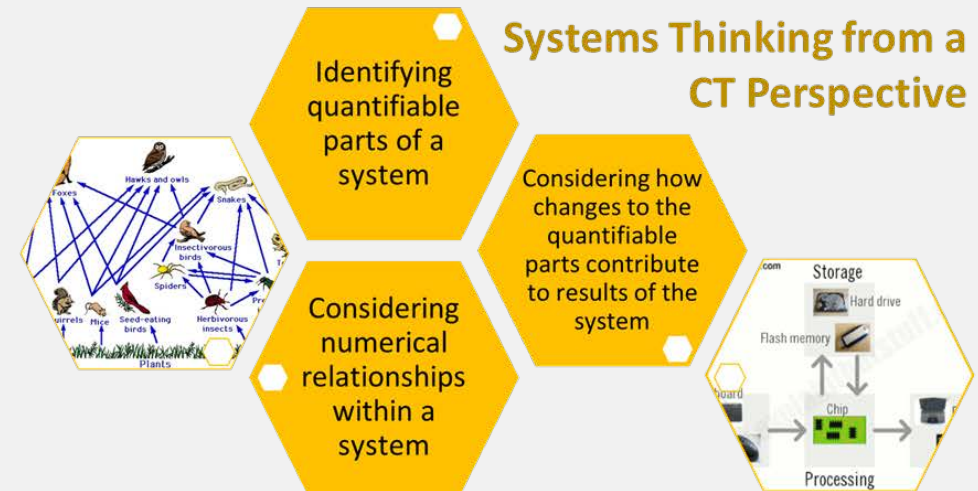 Systems Thinking from a
CT Perspective
Identifying
quantifiable
parts of a
system
Considering how
changes to the
quantifiable
parts contribute
to results of the
system
Considering
numerical
relationships
within a
system
Foxes
Hawks and owls
Snakes
Insectivorous
birds
Spiders
Mice
Seed-eating
birds
Herbivorous
insects
Plants
.com
Storage
Hard drive
Flash memory
Chip
Processing